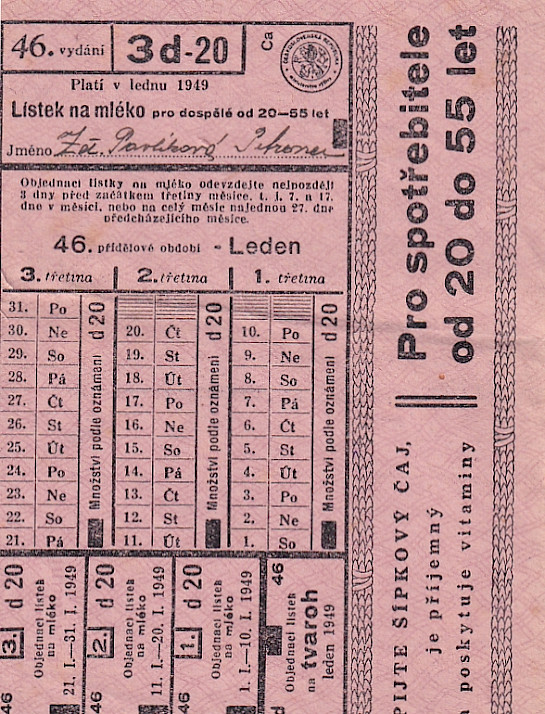 46. vydání
3d-20
Ca
Platí v lednu 1949
Lístek na mléko pro dospělé od 20—55 let
Jméno
Objednací lístky na mléko odevzdejte nejpozději
3 dny před začátkem třetiny měsíce, t. j. 7. a 17.
dne v měsíci, nebo na celý měsíc najednou 27. dne
předcházejícího měsíce.
46. přídělové období - Leden
3. třetina
2. třetina
1. třetina
31. Po
30. Ne
29. So
28. Pá
27. Čt
26. St
25. Út
24. Po
23. Ne
22. So
21. Pá
Množství podle oznámení d 20
20. Čt
19. St
18. Út
17. Po
16. Ne
15. So
14. Pá
13. Čt
12. St
11. Út
Množství podle oznámení d 20
10. Po
9. Ne
8. So
7. Pá
6. Čt
5. St
4. Út
3. Po
2. Ne
1. So
Množství podle oznámení d 20
46
3. d 20
Objednací lístek
na mléko
21. I.—31. I. 1949
46
2. d 20
Objednací lístek
na mléko
11. I.—20. I. 1949
46
1. d 20
Objednací lístek
na mléko
1. I.—10. I. 1949
d
46
Objednací lístek
na tvaroh
leden 1949
Pro spotřebitele
od 20 do 55 let
PIJTE ŠÍPKOVÝ ČAJ,
je příjemný
poskytuje vitaminy